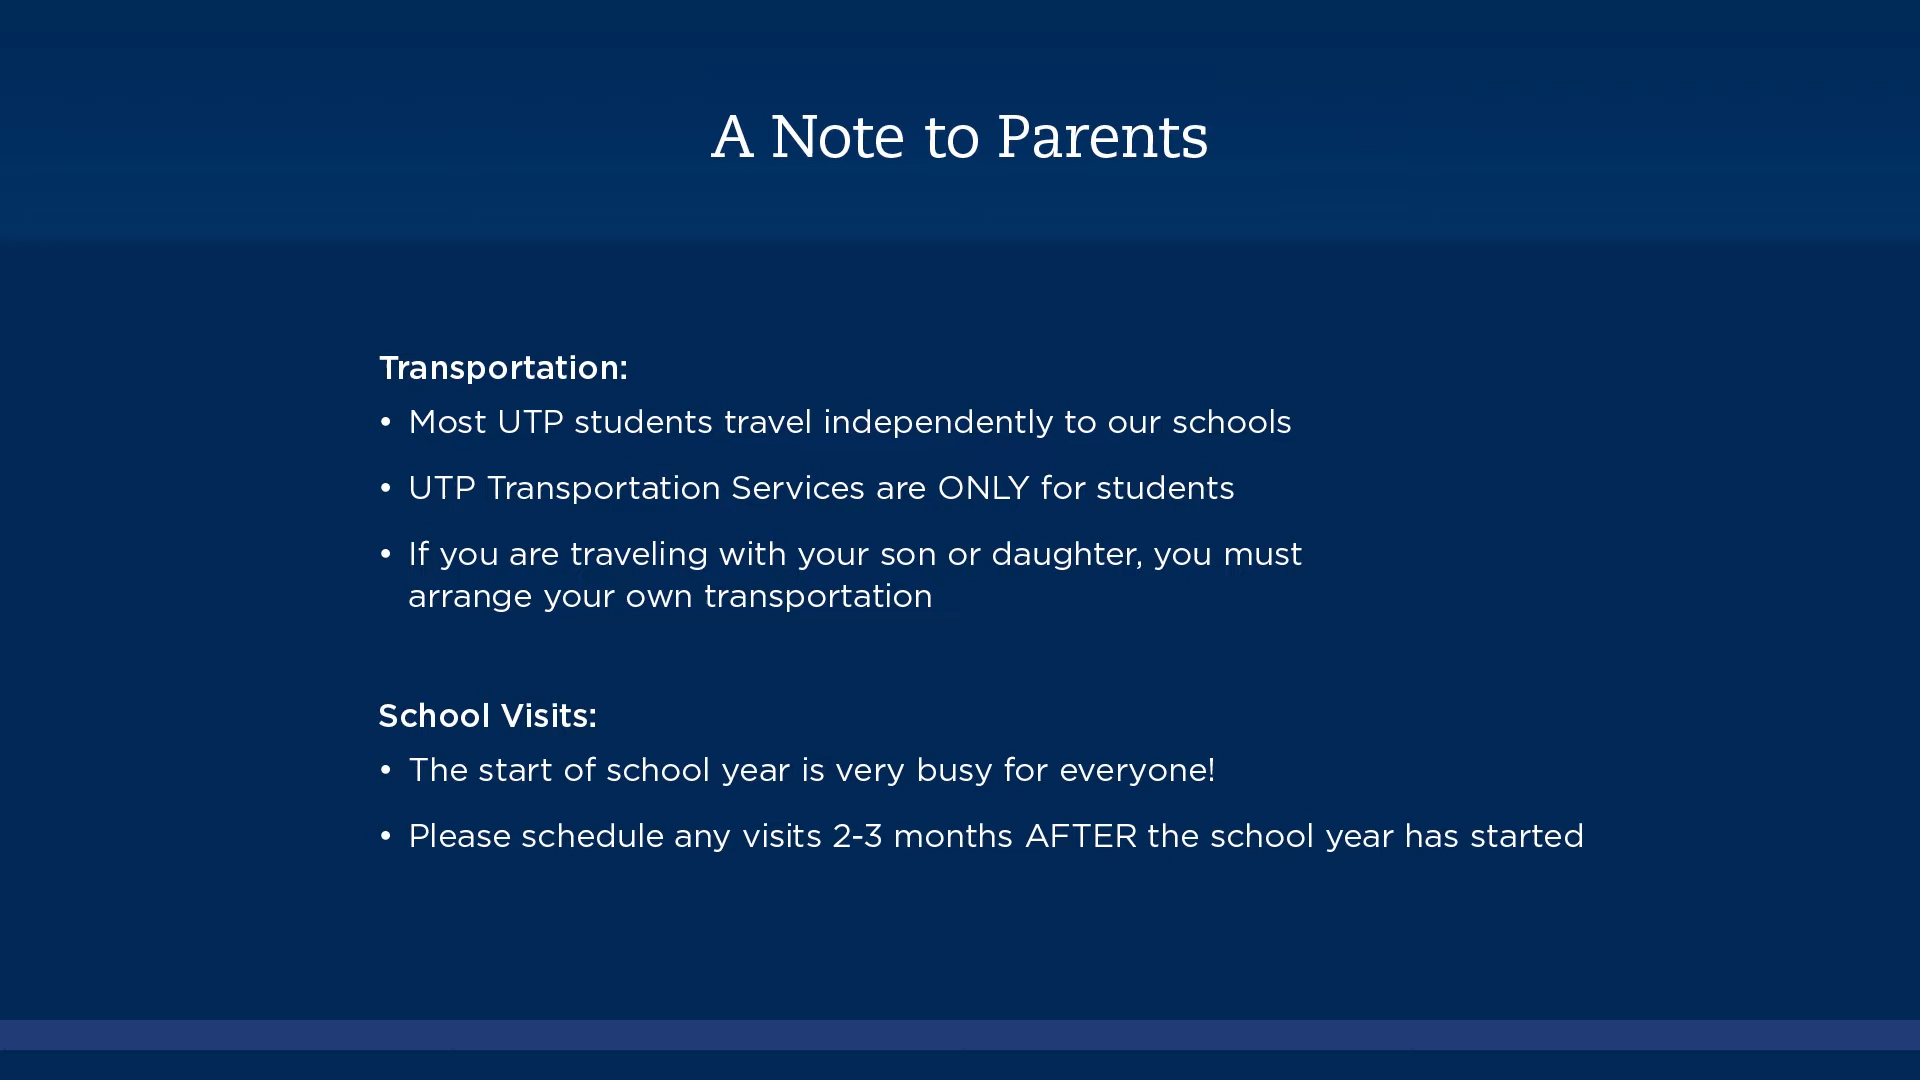 A Note to Parents
Transportation:
• Most UTP students travel independently to our schools
• UTP Transportation Services are ONLY for students
• If you are traveling with your son or daughter, you must
arrange your own transportation
School Visits:
• The start of school year is very busy for everyone!
• Please schedule any visits 2-3 months AFTER the school year has started